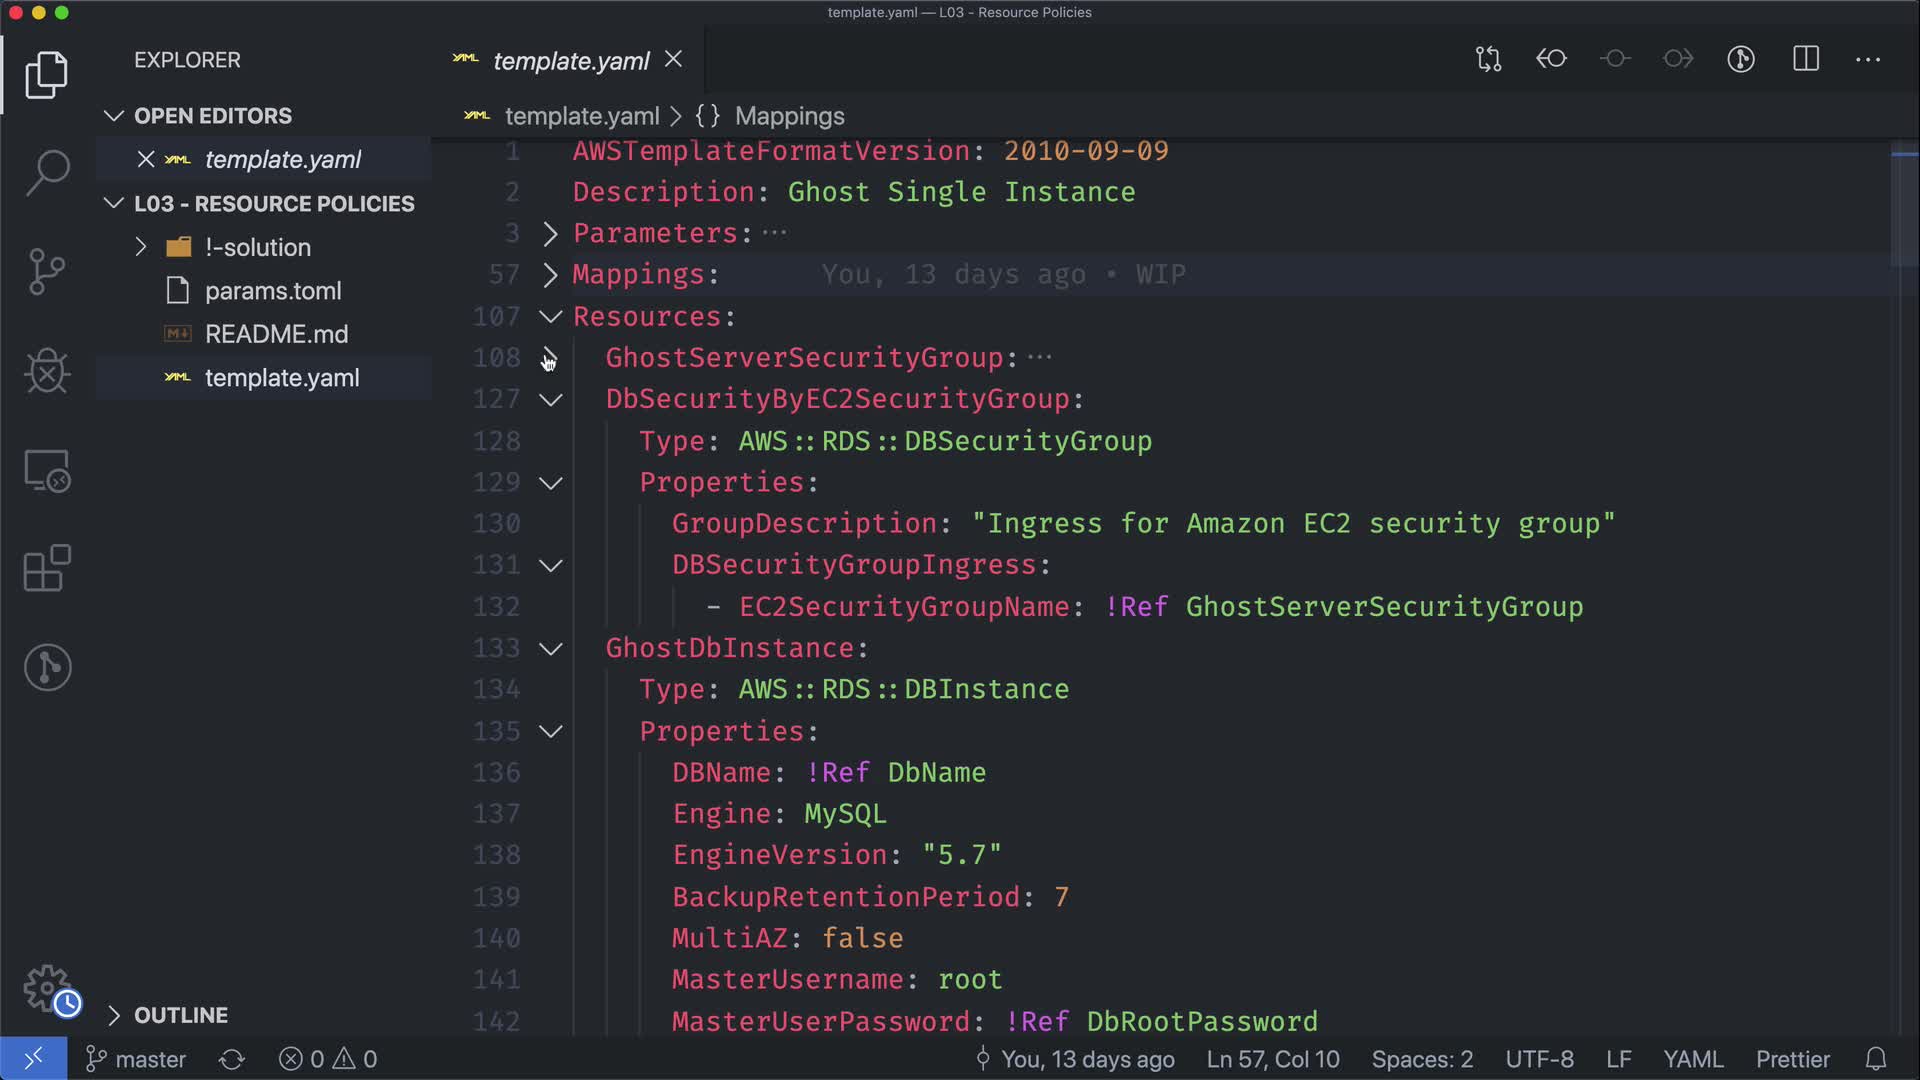 template.yaml — L03 - Resource Policies
EXPLORER
OPEN EDITORS
YAML template.yaml
L03 - RESOURCE POLICIES
!-solution
params.toml
M↓ README.md
YAML template.yaml
OUTLINE
YAML template.yaml
YAML template.yaml > {} Mappings
1 AWSTemplateFormatVersion: 2010-09-09
2 Description: Ghost Single Instance
3 Parameters: ...
57 Mappings: You, 13 days ago • WIP
107 Resources:
108 GhostServerSecurityGroup: ...
127 DbSecurityByEC2SecurityGroup:
128 Type: AWS::RDS::DBSecurityGroup
129 Properties:
130 GroupDescription: "Ingress for Amazon EC2 security group"
131 DBSecurityGroupIngress:
132 - EC2SecurityGroupName: !Ref GhostServerSecurityGroup
133 GhostDbInstance:
134 Type: AWS::RDS::DBInstance
135 Properties:
136 DBName: !Ref DbName
137 Engine: MySQL
138 EngineVersion: "5.7"
139 BackupRetentionPeriod: 7
140 MultiAZ: false
141 MasterUsername: root
142 MasterUserPassword: !Ref DbRootPassword
master 0 0 You, 13 days ago Ln 57, Col 10 Spaces: 2 UTF-8 LF YAML Prettier